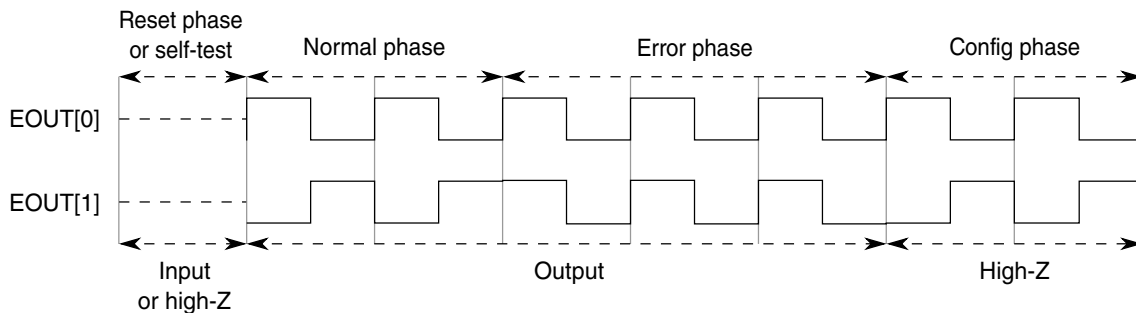 Reset phase
or self-test
Normal phase
Error phase
Config phase
EOUT[0]
EOUT[1]
Input
or high-Z
Output
High-Z